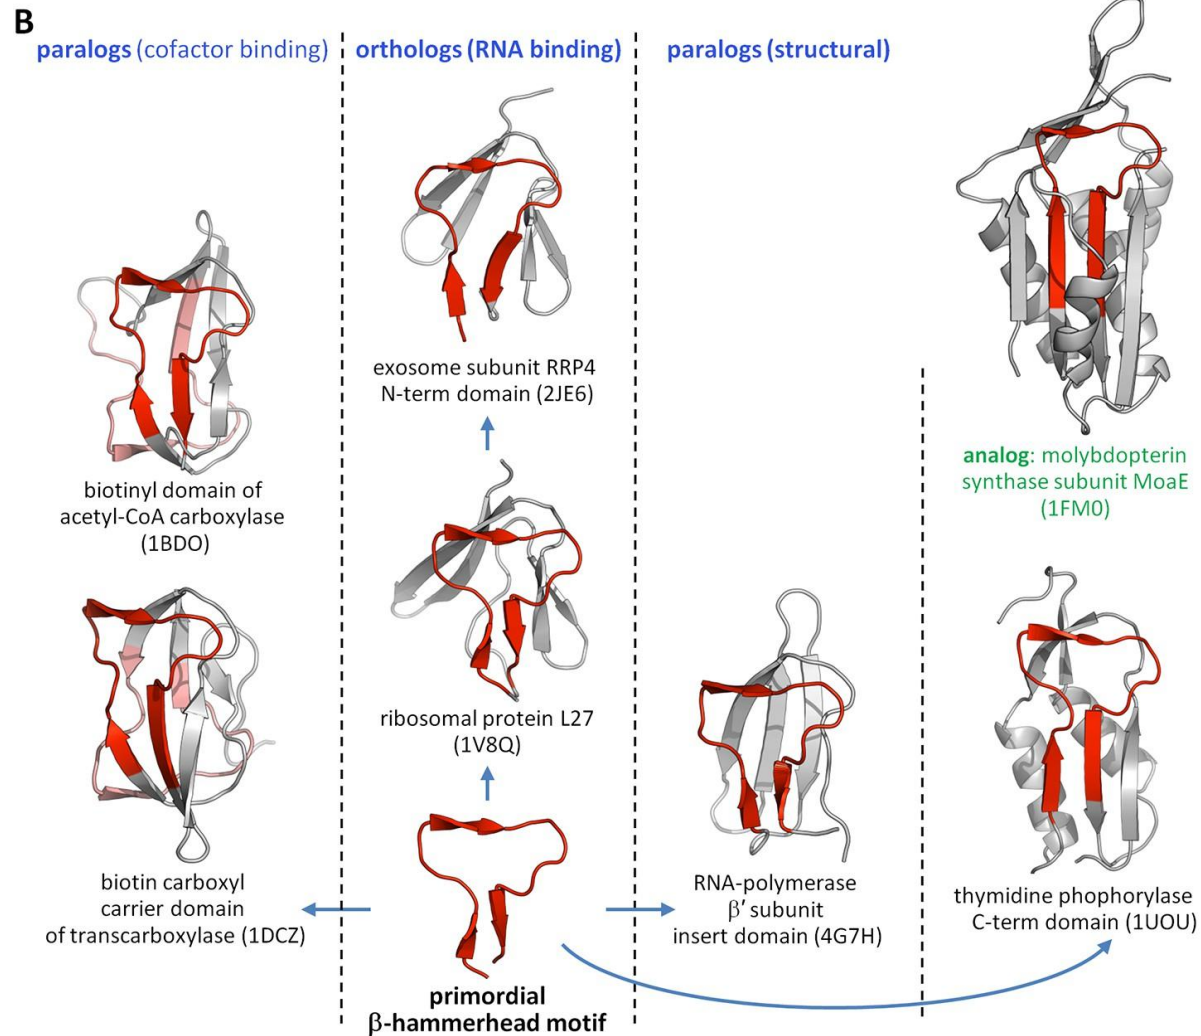 B
paralogs (cofactor binding)
orthologs (RNA binding)
paralogs (structural)
exosome subunit RRP4
N-term domain (2JE6)
analog: molybdopterin
synthase subunit MoaE
(1FM0)
biotinyl domain of
acetyl-CoA carboxylase
(1BDO)
ribosomal protein L27
(1V8Q)
biotin carboxyl
carrier domain
of transcarboxylase (1DCZ)
RNA-polymerase
β′ subunit
insert domain (4G7H)
thymidine phophorylase
C-term domain (1UOU)
primordial
β-hammerhead motif